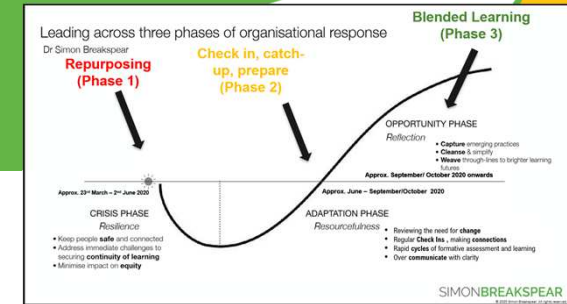 Blended Learning
(Phase 3)
Leading across three phases of organisational response
Dr Simon Breakspear
Repurposing
(Phase 1)
Check in, catch-
up, prepare
(Phase 2)
OPPORTUNITY PHASE
Reflection
• Capture emerging practices
• Cleanse & simplify
• Weave through-lines to brighter learning
futures
Approx. September/ October 2020 onwards
Approx. 23rd March – 2nd June 2020
Approx. June – September/October 2020
CRISIS PHASE
Resilience
• Keep people safe and connected
• Address immediate challenges to
securing continuity of learning
• Minimise impact on equity
ADAPTATION PHASE
Resourcefulness
• Reviewing the need for change
• Regular Check Ins , making connections
• Rapid cycles of formative assessment and learning
• Over communicate with clarity
SIMONBREAKSPEAR